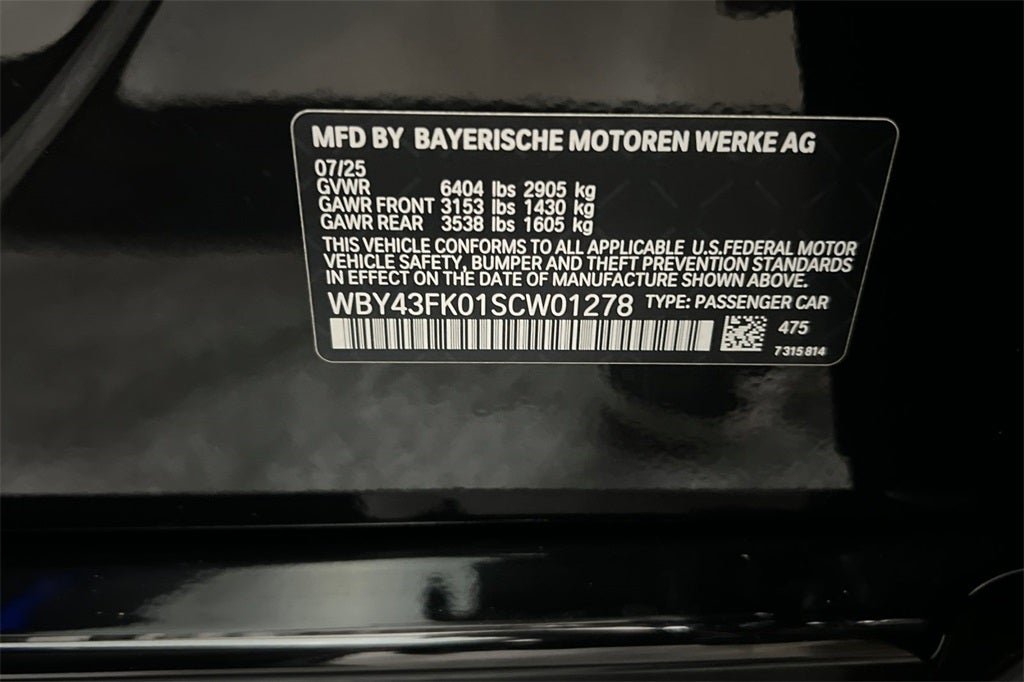 MFD BY BAYERISCHE MOTOREN WERKE AG
07/25
GVWR 6404 lbs 2905 kg
GAWR FRONT 3153 lbs 1430 kg
GAWR REAR 3538 lbs 1605 kg
THIS VEHICLE CONFORMS TO ALL APPLICABLE U.S.FEDERAL MOTOR
VEHICLE SAFETY, BUMPER AND THEFT PREVENTION STANDARDS
IN EFFECT ON THE DATE OF MANUFACTURE SHOWN ABOVE.
WBY43FK01SCW01278 TYPE: PASSENGER CAR
475
7 315 814